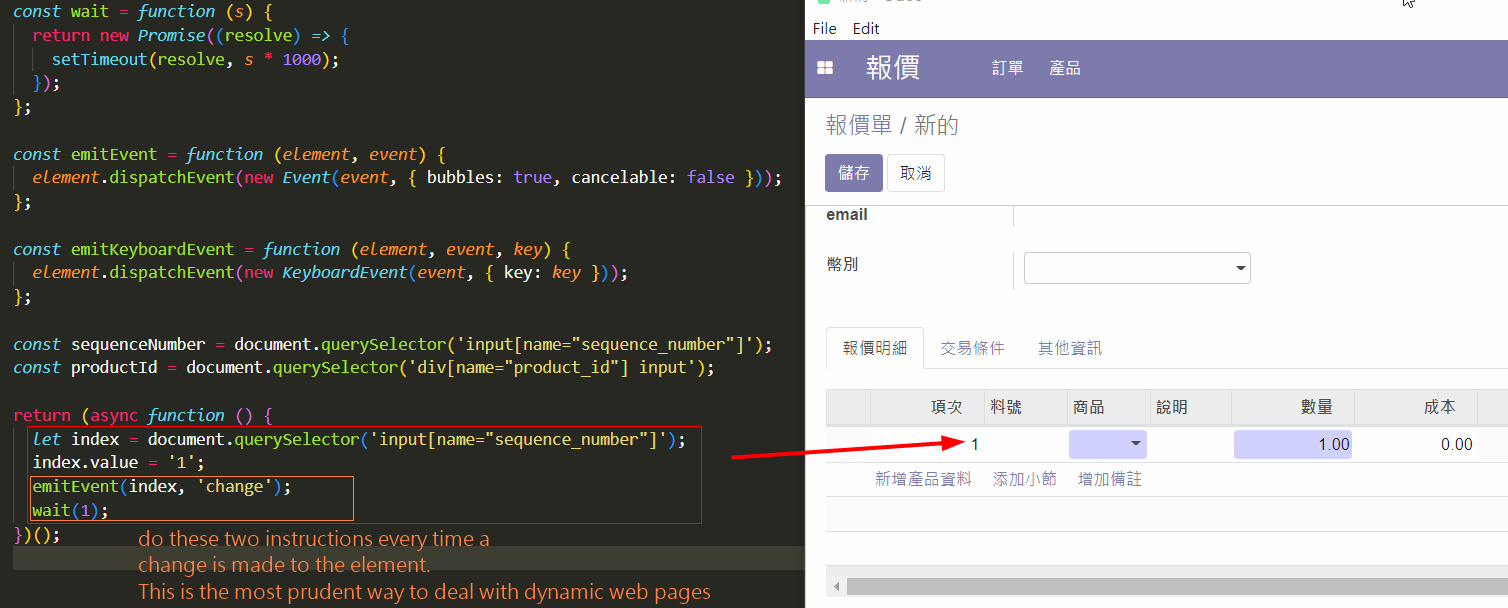 const wait = function (s) {
return new Promise((resolve) => {
setTimeout(resolve, s * 1000);
});
};
const emitEvent = function (element, event) {
element.dispatchEvent(new Event(event, { bubbles: true, cancelable: false }));
};
const emitKeyboardEvent = function (element, event, key) {
element.dispatchEvent(new KeyboardEvent(event, { key: key }));
};
const sequenceNumber = document.querySelector('input[name="sequence_number"]');
const productId = document.querySelector('div[name="product_id"] input');
return (async function () {
let index = document.querySelector('input[name="sequence_number"]');
index.value = '1';
emitEvent(index, 'change');
wait(1);
})();
do these two instructions every time a
change is made to the element.
This is the most prudent way to deal with dynamic web pages
File Edit
報價 訂單 產品
報價單 / 新的
儲存 取消
email
幣別
報價明細 交易條件 其他資訊
項次 料號 商品 說明 數量 成本
1 1.00 0.00
新增產品資料 添加小節 增加備註